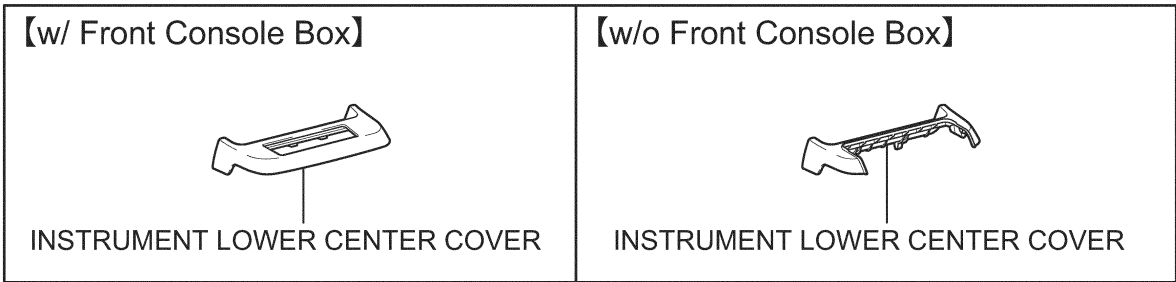 【w/ Front Console Box】
INSTRUMENT LOWER CENTER COVER
【w/o Front Console Box】
INSTRUMENT LOWER CENTER COVER